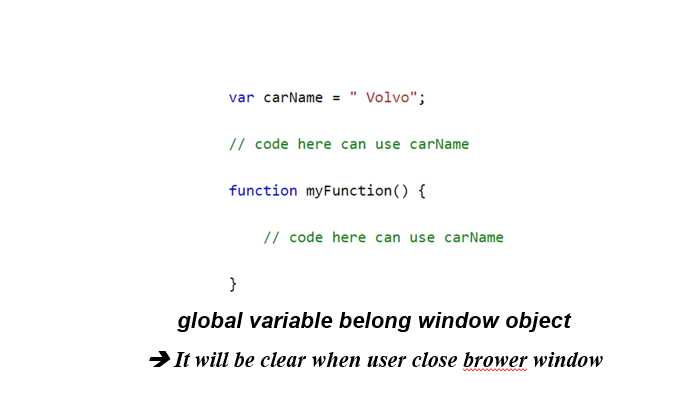 var carName = " Volvo";
// code here can use carName
function myFunction() {
// code here can use carName
}
global variable belong window object
➔ It will be clear when user close brower window